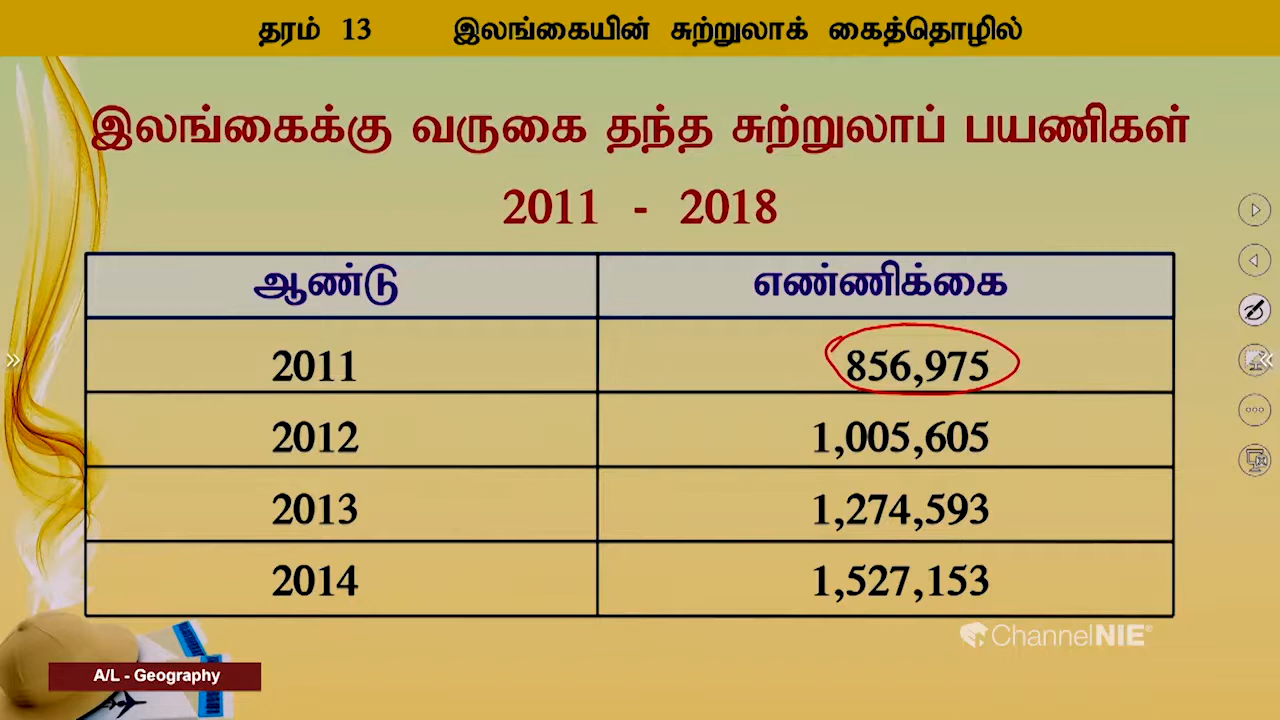 தரம் 13 இலங்கையின் சுற்றுலாக் கைத்தொழில்
இலங்கைக்கு வருகை தந்த சுற்றுலாப் பயணிகள்
2011 - 2018
ஆண்டு எண்ணிக்கை
2011 856,975
2012 1,005,605
2013 1,274,593
2014 1,527,153
ChannelNIE
A/L - Geography